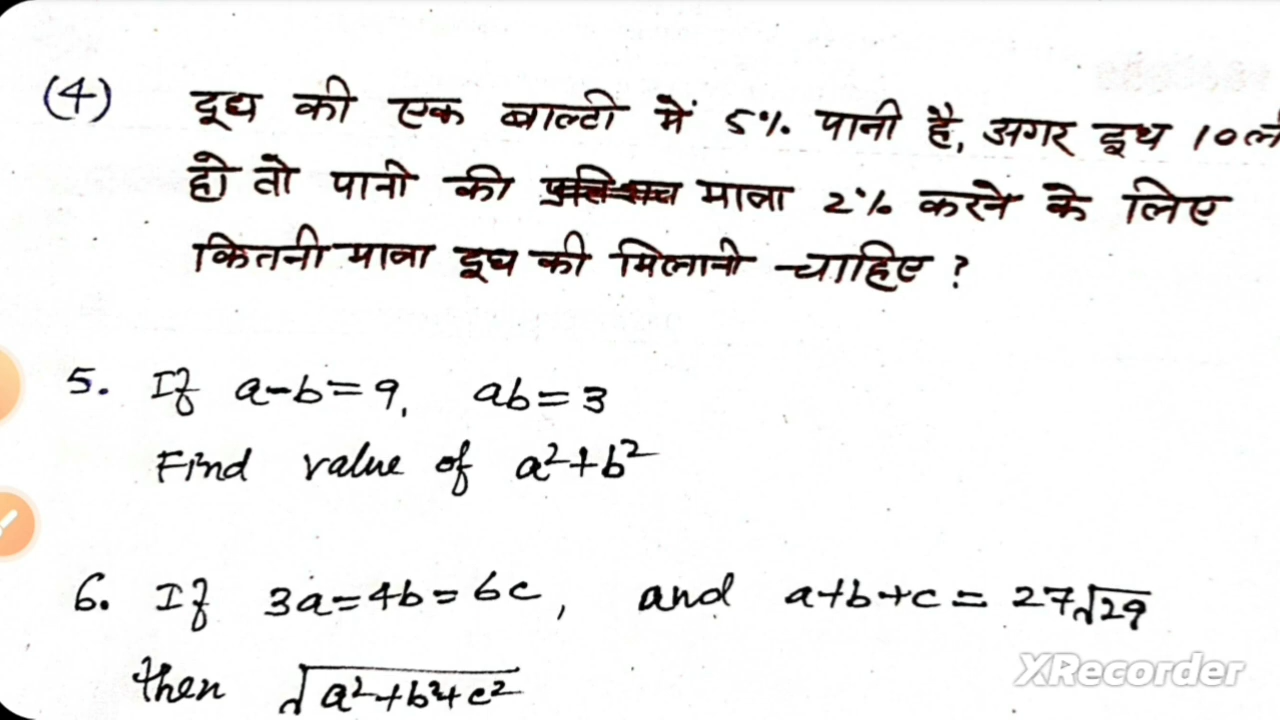 (4) दूध की एक बाल्टी में 5% पानी है, अगर दूध 10ली
हो तो पानी की मात्रा 2% करने के लिए
कितनी मात्रा दूध की मिलानी चाहिए ?
5. If a-b=9, ab=3
Find value of a²+b²
6. If 3a=4b=6c, and a+b+c = 27√29
then √a²+b²+c²
XRecorder